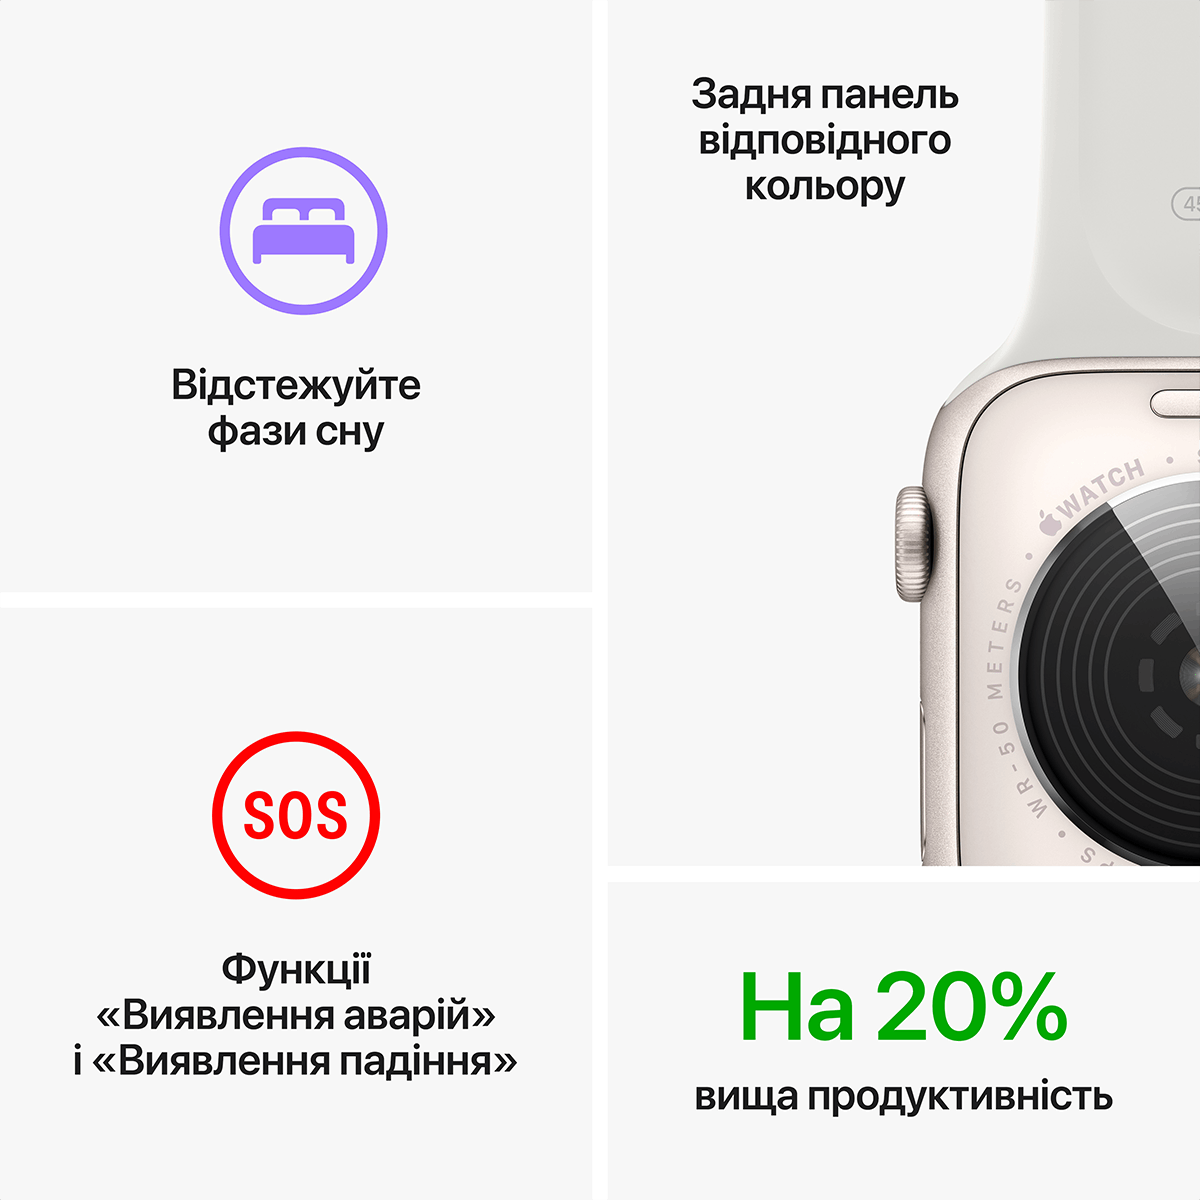 Відстежуйте
фази сну
Задня панель
відповідного
кольору
WATCH
WR-50 METERS
SOS
Функції
«Виявлення аварій»
і «Виявлення падіння»
На 20%
вища продуктивність